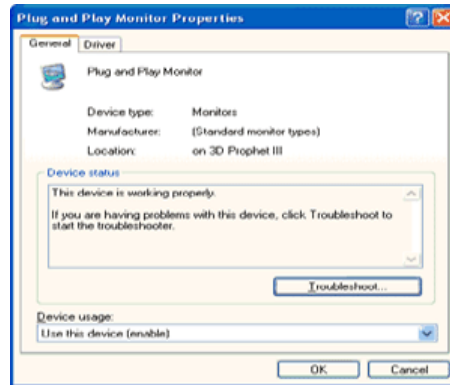 Plug and Play Monitor Properties
General
Driver
Plug and Play Monitor
Device type: Monitors
Manufacturer: (Standard monitor types)
Location: on 3D Prophet III
Device status
This device is working properly.
If you are having problems with this device, click Troubleshoot to
start the troubleshooter.
Troubleshoot...
Device usage:
Use this device (enable)
OK
Cancel